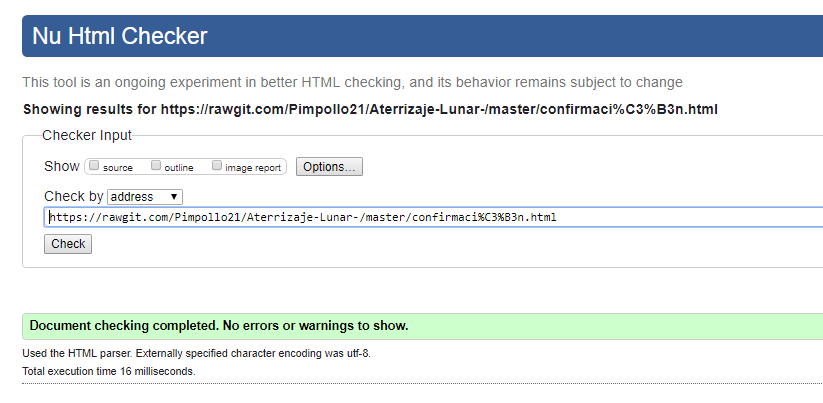 Nu Html Checker
This tool is an ongoing experiment in better HTML checking, and its behavior remains subject to change
Showing results for https://rawgit.com/Pimpollo21/Aterrizaje-Lunar-/master/confirmaci%C3%B3n.html
Checker Input
Show source outline image report Options...
Check by address
https://rawgit.com/Pimpollo21/Aterrizaje-Lunar-/master/confirmaci%C3%B3n.html
Check
Document checking completed. No errors or warnings to show.
Used the HTML parser. Externally specified character encoding was utf-8.
Total execution time 16 milliseconds.